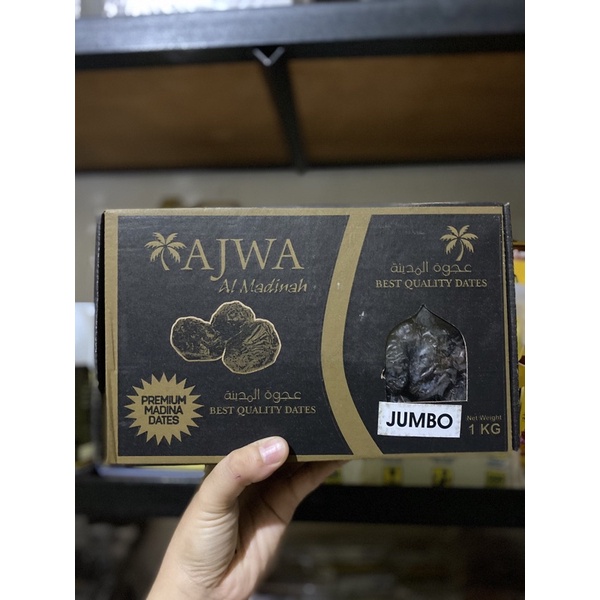 AJWA
Al Madinah
عجوة المدينة
BEST QUALITY DATES
PREMIUM
MADINA
DATES
عجوة المدينة
BEST QUALITY DATES
JUMBO
Net Weight
1 KG